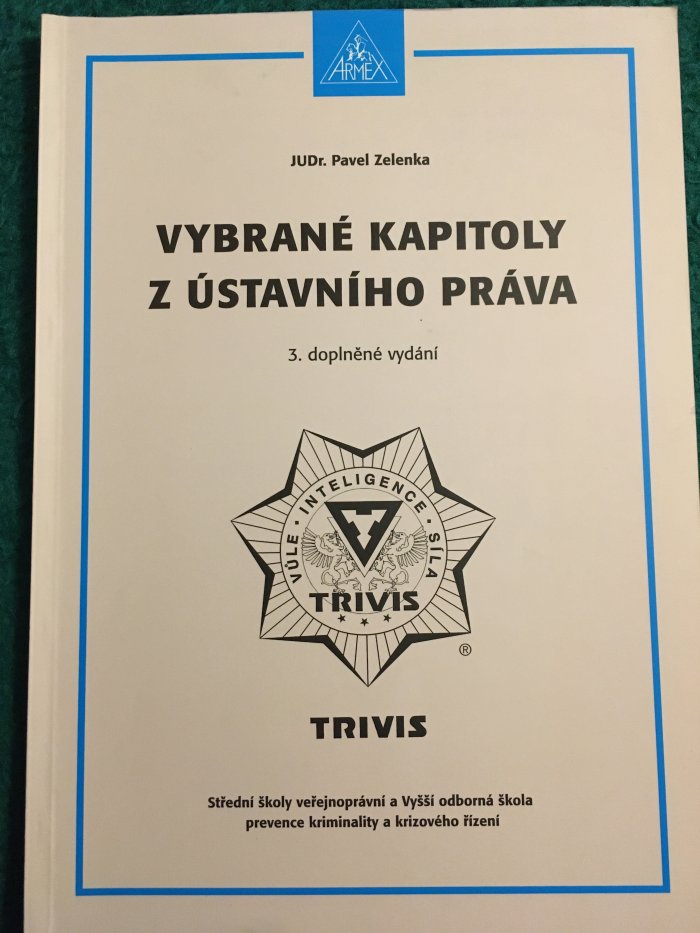 ARMEX
JUDr. Pavel Zelenka
VYBRANÉ KAPITOLY
Z ÚSTAVNÍHO PRÁVA
3. doplněné vydání
VŮLE · INTELIGENCE · SÍLA
TRIVIS
®
TRIVIS
Střední školy veřejnoprávní a Vyšší odborná škola
prevence kriminality a krizového řízení